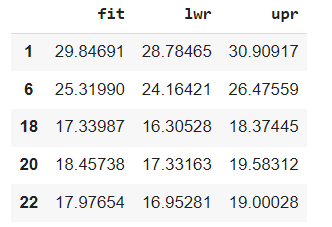 fit lwr upr
1 29.84691 28.78465 30.90917
6 25.31990 24.16421 26.47559
18 17.33987 16.30528 18.37445
20 18.45738 17.33163 19.58312
22 17.97654 16.95281 19.00028